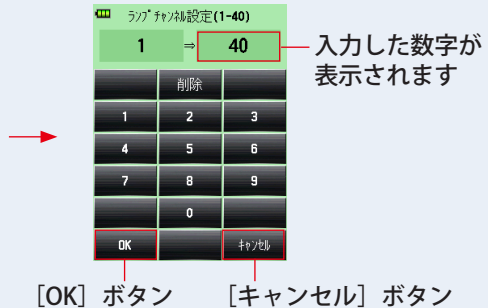 ﾗﾝﾌﾟﾁｬﾝﾈﾙ設定(1-40)
1 ⇒ 40
入力した数字が
表示されます
削除
1 2 3
4 5 6
7 8 9
0
OK ｷｬﾝｾﾙ
［OK］ボタン ［キャンセル］ボタン